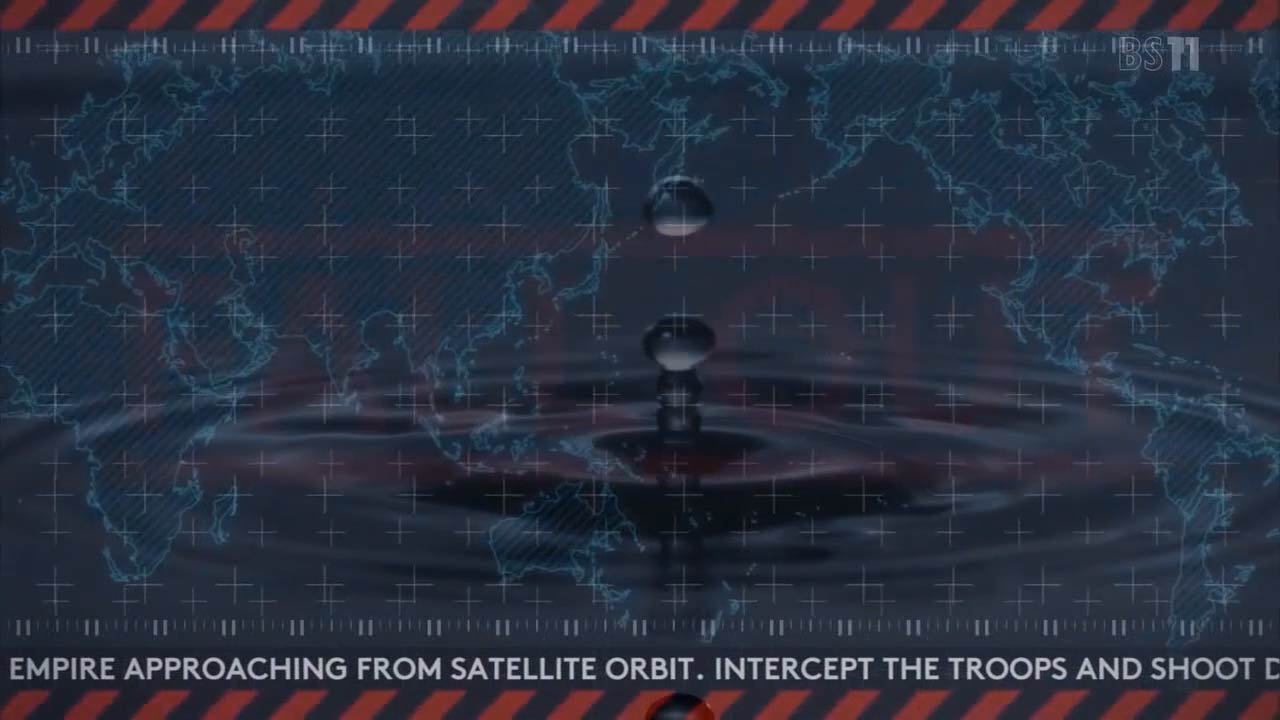 BS11
EMPIRE APPROACHING FROM SATELLITE ORBIT. INTERCEPT THE TROOPS AND SHOOT D